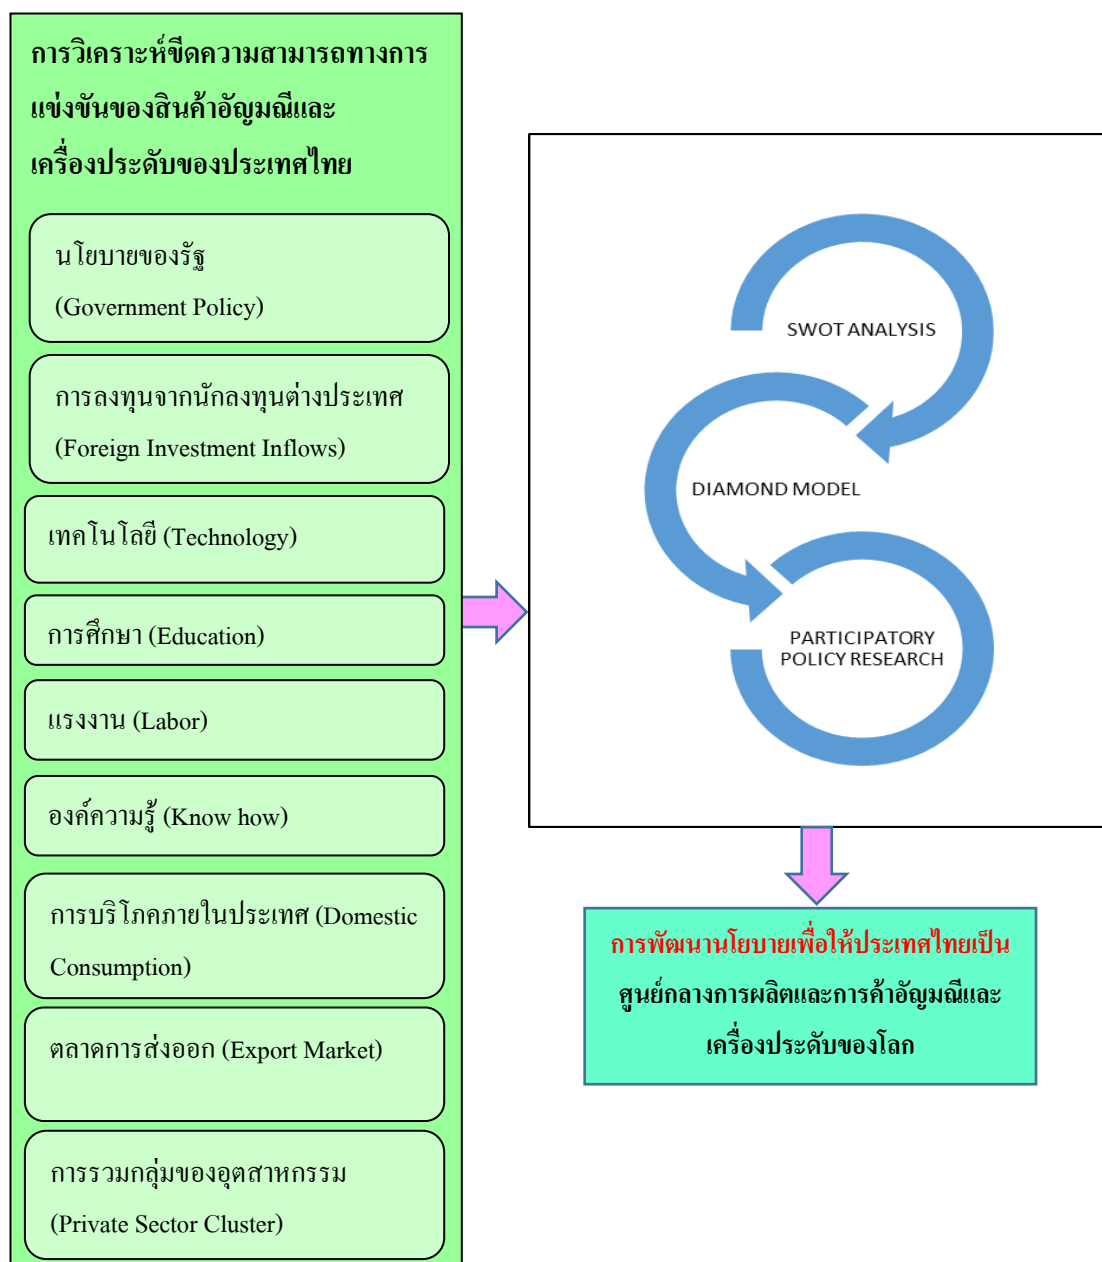 การวิเคราะห์ขีดความสามารถทางการ
แข่งขันของสินค้าอัญมณีและ
เครื่องประดับของประเทศไทย
นโยบายของรัฐ
(Government Policy)
การลงทุนจากนักลงทุนต่างประเทศ
(Foreign Investment Inflows)
เทคโนโลยี (Technology)
การศึกษา (Education)
แรงงาน (Labor)
องค์ความรู้ (Know how)
การบริโภคภายในประเทศ (Domestic
Consumption)
ตลาดการส่งออก (Export Market)
การรวมกลุ่มของอุตสาหกรรม
(Private Sector Cluster)
SWOT ANALYSIS
DIAMOND MODEL
PARTICIPATORY
POLICY RESEARCH
การพัฒนานโยบายเพื่อให้ประเทศไทยเป็น
ศูนย์กลางการผลิตและการค้าอัญมณีและ
เครื่องประดับของโลก